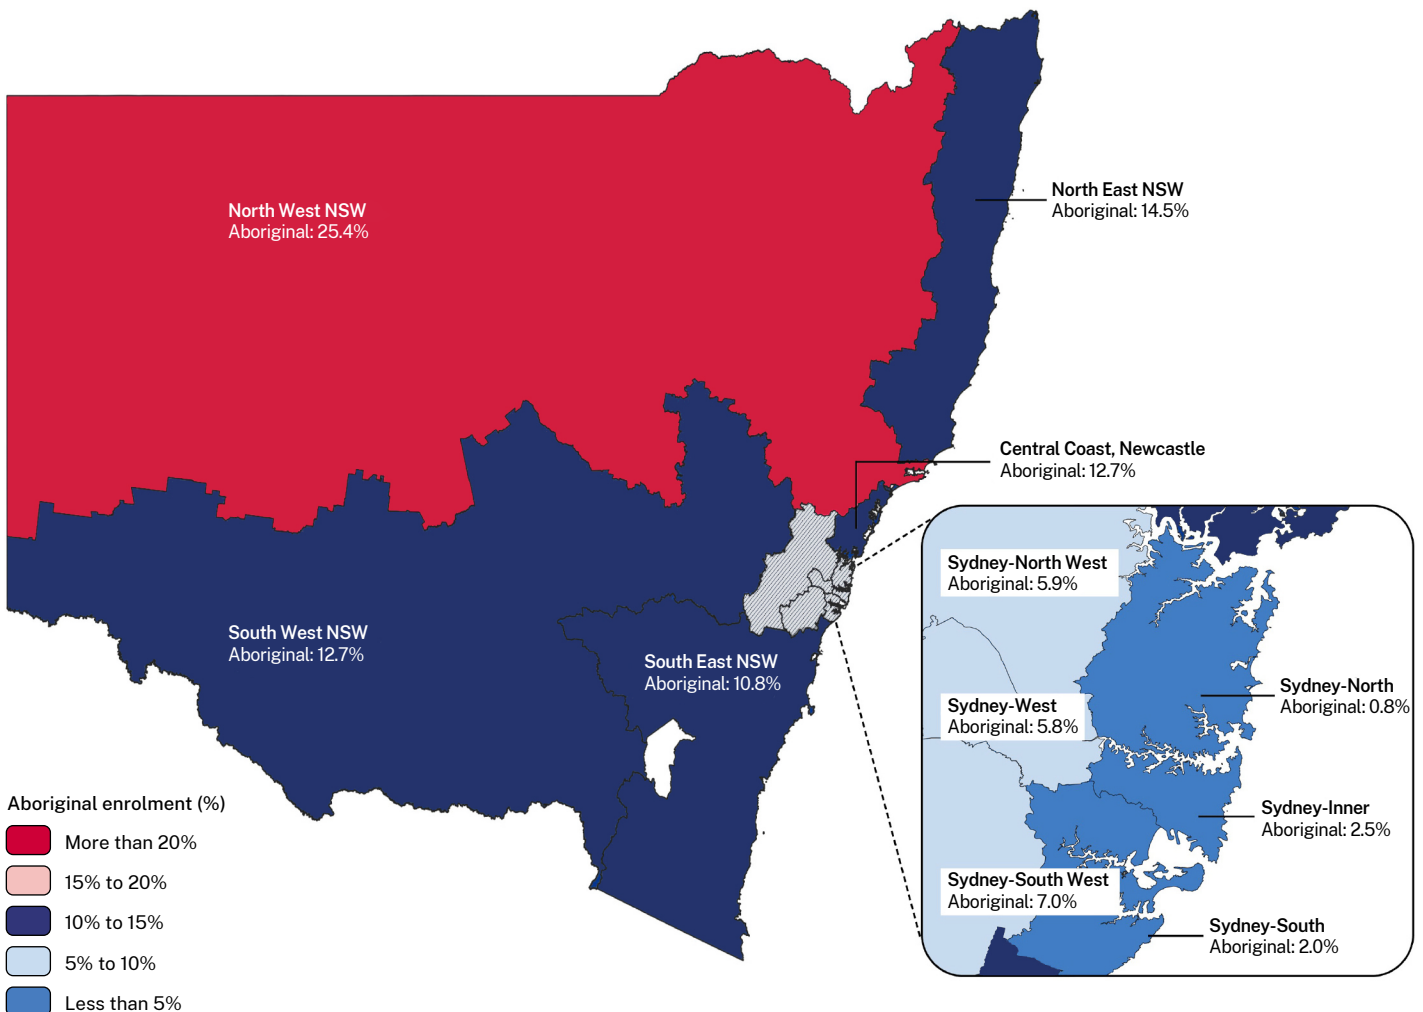 North West NSW
Aboriginal: 25.4%
North East NSW
Aboriginal: 14.5%
Central Coast, Newcastle
Aboriginal: 12.7%
South West NSW
Aboriginal: 12.7%
South East NSW
Aboriginal: 10.8%
Sydney-North West
Aboriginal: 5.9%
Sydney-West
Aboriginal: 5.8%
Sydney-North
Aboriginal: 0.8%
Sydney-Inner
Aboriginal: 2.5%
Sydney-South West
Aboriginal: 7.0%
Sydney-South
Aboriginal: 2.0%
Aboriginal enrolment (%)
More than 20%
15% to 20%
10% to 15%
5% to 10%
Less than 5%